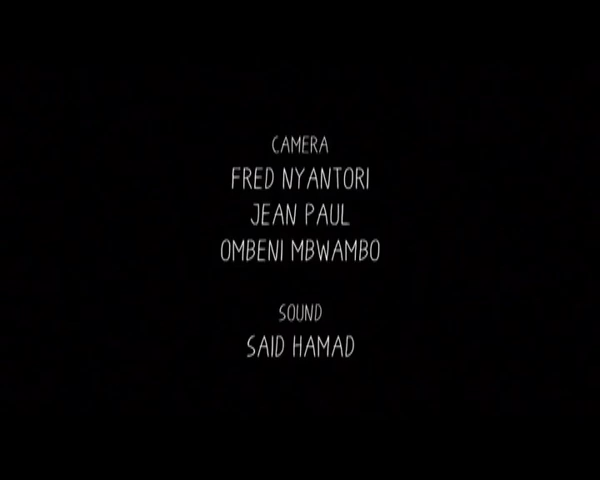 CAMERA
FRED NYANTORI
JEAN PAUL
OMBENI MBWAMBO
SOUND
SAID HAMAD